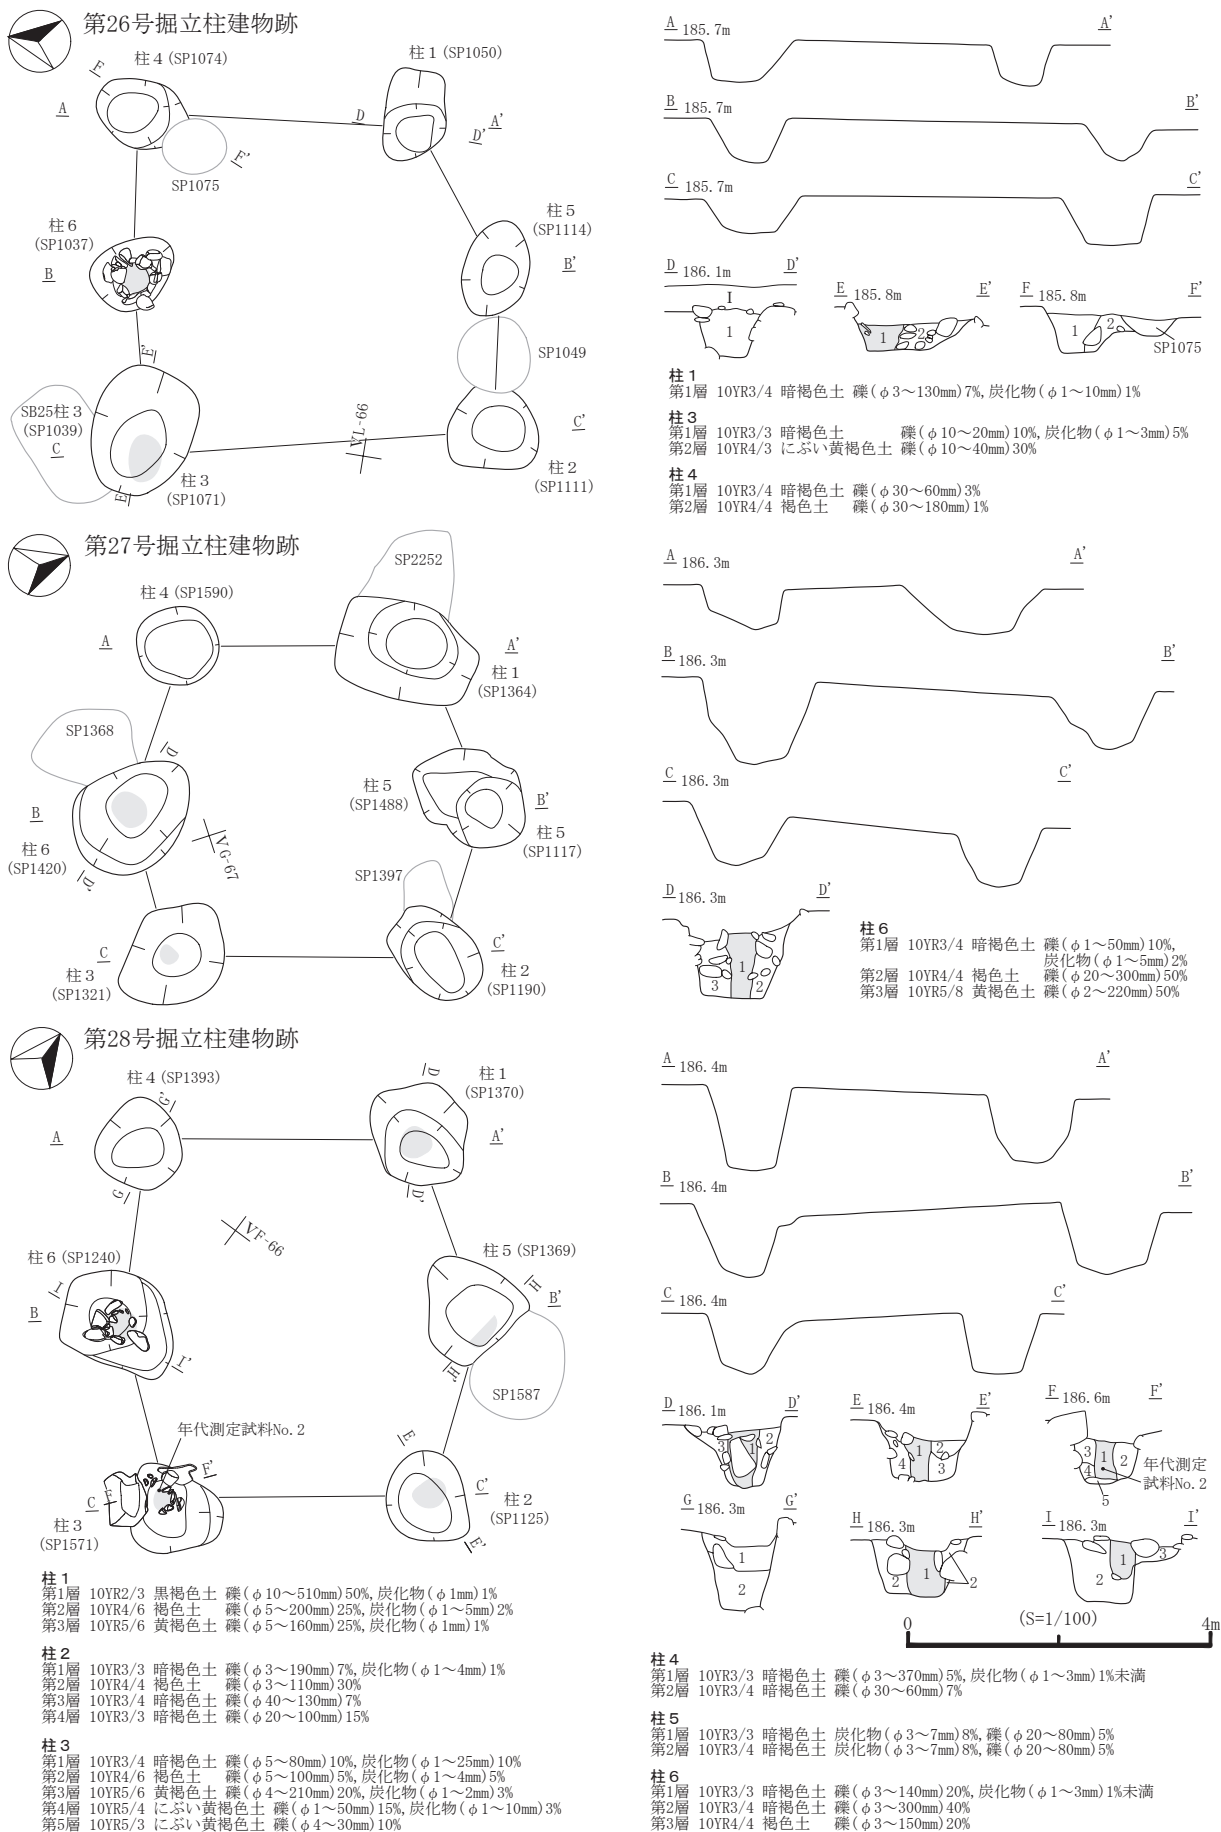 第26号掘立柱建物跡
柱4 (SP1074)
柱1 (SP1050)
F
A
D
D'
A'
F'
SP1075
柱6
(SP1037)
B
柱5
(SP1114)
B'
E'
SP1049
SB25柱3
(SP1039)
C
VL-66
C'
柱3
(SP1071)
E
柱2
(SP1111)
A 185.7m A'
B 185.7m B'
C 185.7m C'
D 186.1m D'
I
1
E 185.8m E'
1 2
F 185.8m F'
1 2
SP1075
柱1
第1層 10YR3/4 暗褐色土 礫(φ3～130mm)7%,炭化物(φ1～10mm)1%
柱3
第1層 10YR3/3 暗褐色土 礫(φ10～20mm)10%,炭化物(φ1～3mm)5%
第2層 10YR4/3 にぶい黄褐色土 礫(φ10～40mm)30%
柱4
第1層 10YR3/4 暗褐色土 礫(φ30～60mm)3%
第2層 10YR4/4 褐色土 礫(φ30～180mm)1%
第27号掘立柱建物跡
SP2252
柱4 (SP1590)
A
A'
柱1
(SP1364)
SP1368
D
柱5
(SP1488)
B
B'
柱6
(SP1420)
柱5
(SP1117)
D'
VG-67
SP1397
C
C'
柱3
(SP1321)
柱2
(SP1190)
A 186.3m A'
B 186.3m B'
C 186.3m C'
D 186.3m D'
1
3 2
柱6
第1層 10YR3/4 暗褐色土 礫(φ1～50mm)10%,
炭化物(φ1～5mm)2%
第2層 10YR4/4 褐色土 礫(φ20～300mm)50%
第3層 10YR5/8 黄褐色土 礫(φ2～220mm)50%
第28号掘立柱建物跡
柱4 (SP1393)
D
柱1
(SP1370)
G'
A
A'
G
D'
VF-66
柱6 (SP1240)
柱5 (SP1369)
I
H
B
B'
I'
H'
SP1587
年代測定試料No.2
E
F'
C F
C'
柱3
(SP1571)
柱2
(SP1125)
E'
A 186.4m A'
B 186.4m B'
C 186.4m C'
D 186.1m D'
3 1 2
E 186.4m E'
1 2
4 3
F 186.6m F'
3 1 2
4
5
年代測定
試料No.2
G 186.3m G'
1
2
H 186.3m H'
2 1 2
I 186.3m I'
1 3
2
0 (S=1/100) 4m
柱1
第1層 10YR2/3 黒褐色土 礫(φ10～510mm)50%,炭化物(φ1mm)1%
第2層 10YR4/6 褐色土 礫(φ5～200mm)25%,炭化物(φ1～5mm)2%
第3層 10YR5/6 黄褐色土 礫(φ5～160mm)25%,炭化物(φ1mm)1%
柱2
第1層 10YR3/3 暗褐色土 礫(φ3～190mm)7%,炭化物(φ1～4mm)1%
第2層 10YR4/4 褐色土 礫(φ3～110mm)30%
第3層 10YR3/4 暗褐色土 礫(φ40～130mm)7%
第4層 10YR3/3 暗褐色土 礫(φ20～100mm)15%
柱3
第1層 10YR3/4 暗褐色土 礫(φ5～80mm)10%,炭化物(φ1～25mm)10%
第2層 10YR4/6 褐色土 礫(φ5～100mm)5%,炭化物(φ1～4mm)5%
第3層 10YR5/6 黄褐色土 礫(φ4～210mm)20%,炭化物(φ1～2mm)3%
第4層 10YR5/4 にぶい黄褐色土 礫(φ1～50mm)15%,炭化物(φ1～10mm)3%
第5層 10YR5/3 にぶい黄褐色土 礫(φ4～30mm)10%
柱4
第1層 10YR3/3 暗褐色土 礫(φ3～370mm)5%,炭化物(φ1～3mm)1%未満
第2層 10YR3/4 暗褐色土 礫(φ30～60mm)7%
柱5
第1層 10YR3/3 暗褐色土 炭化物(φ3～7mm)8%,礫(φ20～80mm)5%
第2層 10YR3/4 暗褐色土 炭化物(φ3～7mm)8%,礫(φ20～80mm)5%
柱6
第1層 10YR3/3 暗褐色土 礫(φ3～140mm)20%,炭化物(φ1～3mm)1%未満
第2層 10YR3/4 暗褐色土 礫(φ3～300mm)40%
第3層 10YR4/4 褐色土 礫(φ3～150mm)20%